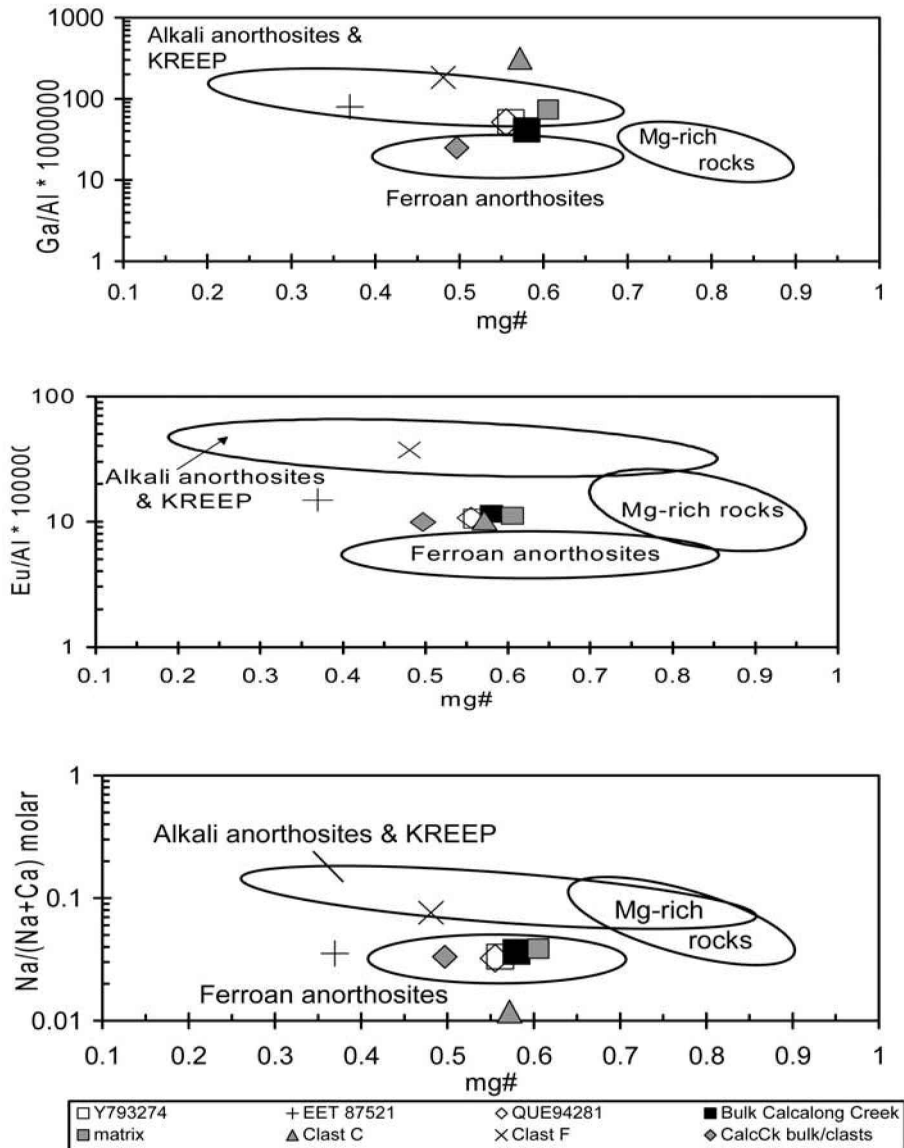 1000
100
10
1
Ga/Al * 10000000
Alkali anorthosites &
KREEP
Mg-rich
rocks
Ferroan anorthosites
0.1 0.2 0.3 0.4 0.5 0.6 0.7 0.8 0.9 1
mg#
100
10
1
Eu/Al * 100000
Alkali anorthosites
& KREEP
Mg-rich rocks
Ferroan anorthosites
0.1 0.2 0.3 0.4 0.5 0.6 0.7 0.8 0.9 1
mg#
1
0.1
0.01
Na/(Na+Ca) molar
Alkali anorthosites & KREEP
Mg-rich
rocks
Ferroan anorthosites
0.1 0.2 0.3 0.4 0.5 0.6 0.7 0.8 0.9 1
mg#
Y793274 EET 87521 QUE94281 Bulk Calcalong Creek
matrix Clast C Clast F CalcCk bulk/clasts